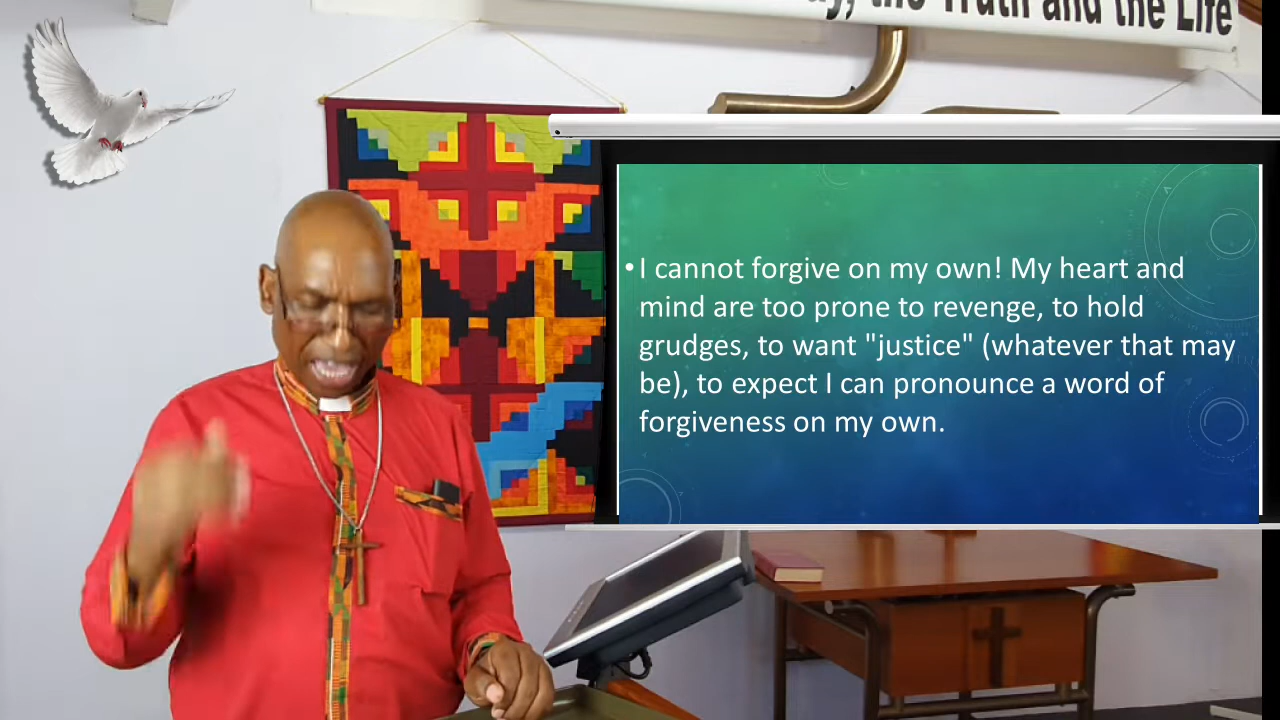 the Truth and the Life
•I cannot forgive on my own! My heart and
mind are too prone to revenge, to hold
grudges, to want "justice" (whatever that may
be), to expect I can pronounce a word of
forgiveness on my own.